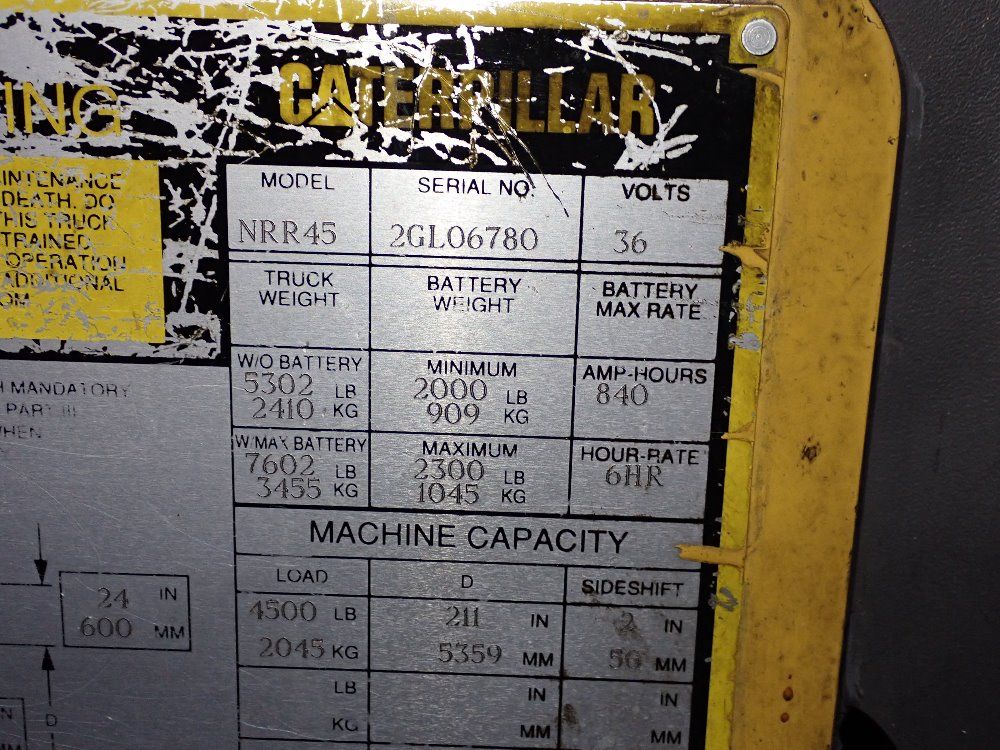 ING
CATERPILLAR
INTENANCE
DEATH. DO
THIS TRUCK
TRAINED
OPERATION
ADDITIONAL
OM
MODEL SERIAL NO. VOLTS
NRR45 2GL06780 36
TRUCK WEIGHT BATTERY WEIGHT BATTERY MAX RATE
W/O BATTERY MINIMUM AMP-HOURS
5302 LB 2000 LB 840
2410 KG 909 KG
W/MAX BATTERY MAXIMUM HOUR-RATE
7602 LB 2300 LB 6HR
3455 KG 1045 KG
MACHINE CAPACITY
LOAD D SIDESHIFT
4500 LB 211 IN 2 IN
2045 KG 5359 MM 50 MM
LB IN IN
KG MM MM
H MANDATORY
PART III
WHEN
24 IN
600 MM
N D
MM